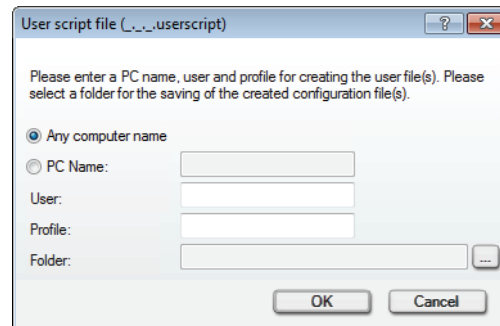 User script file (_._._.userscript)
Please enter a PC name, user and profile for creating the user file(s). Please
select a folder for the saving of the created configuration file(s).
Any computer name
PC Name:
User:
Profile:
Folder:
...
OK Cancel